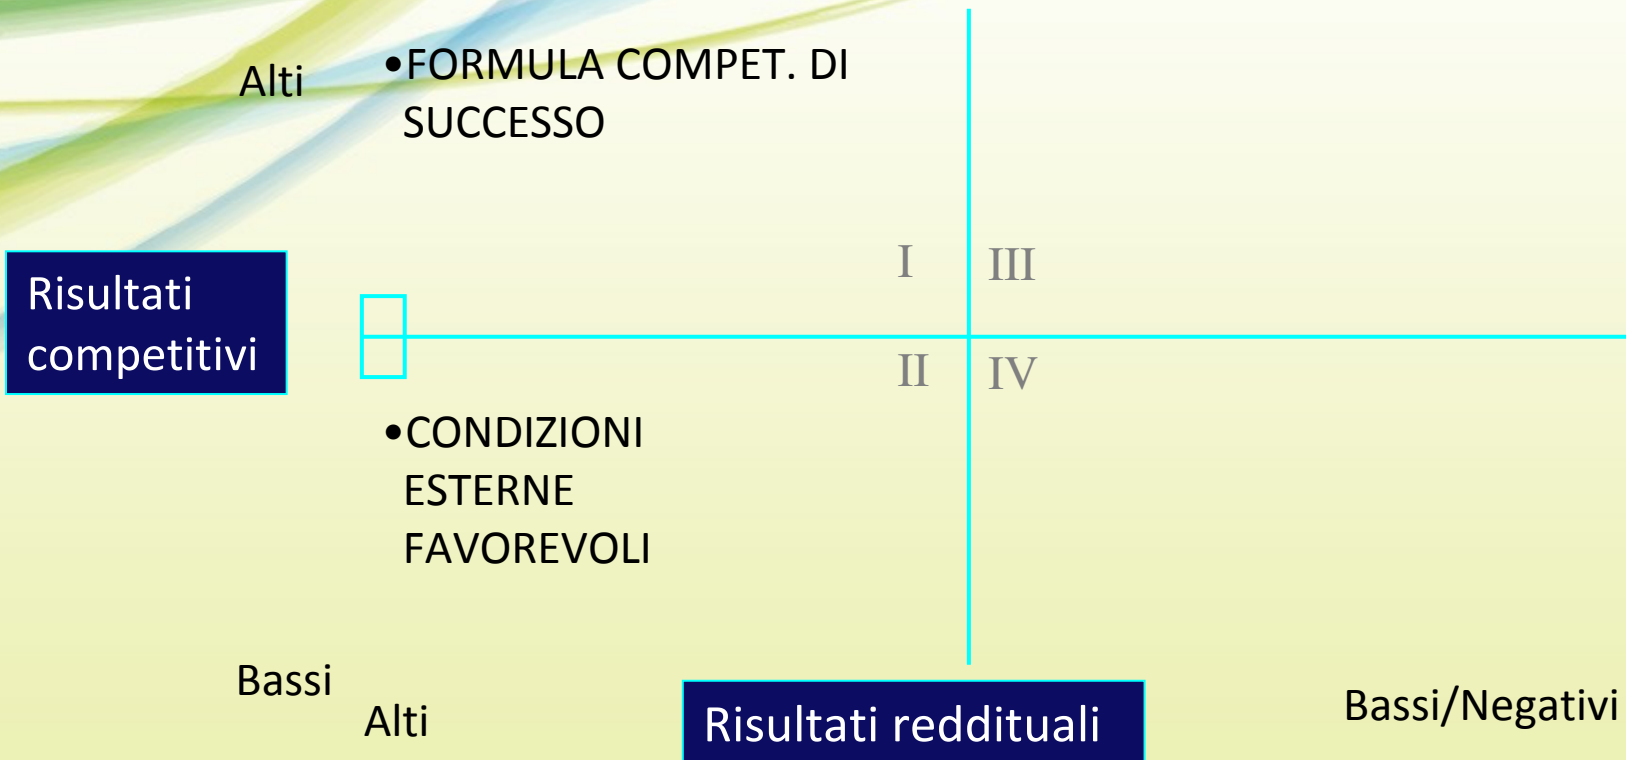 Alti
•FORMULA COMPET. DI
SUCCESSO
I
III
Risultati
competitivi
II
IV
•CONDIZIONI
ESTERNE
FAVOREVOLI
Bassi
Alti
Risultati reddituali
Bassi/Negativi